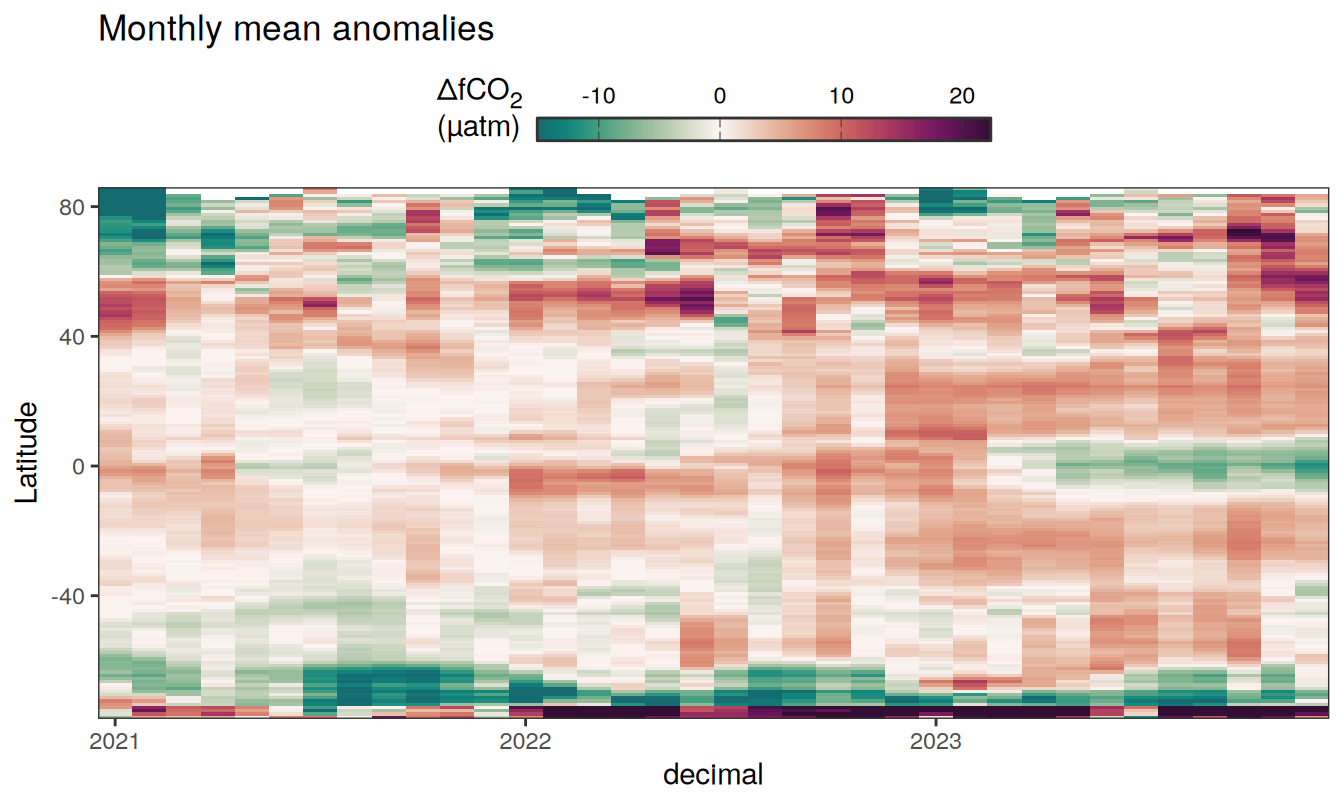 Monthly mean anomalies
ΔfCO₂
(µatm)
-10 0 10 20
Latitude
80
40
0
-40
2021 2022 2023
decimal